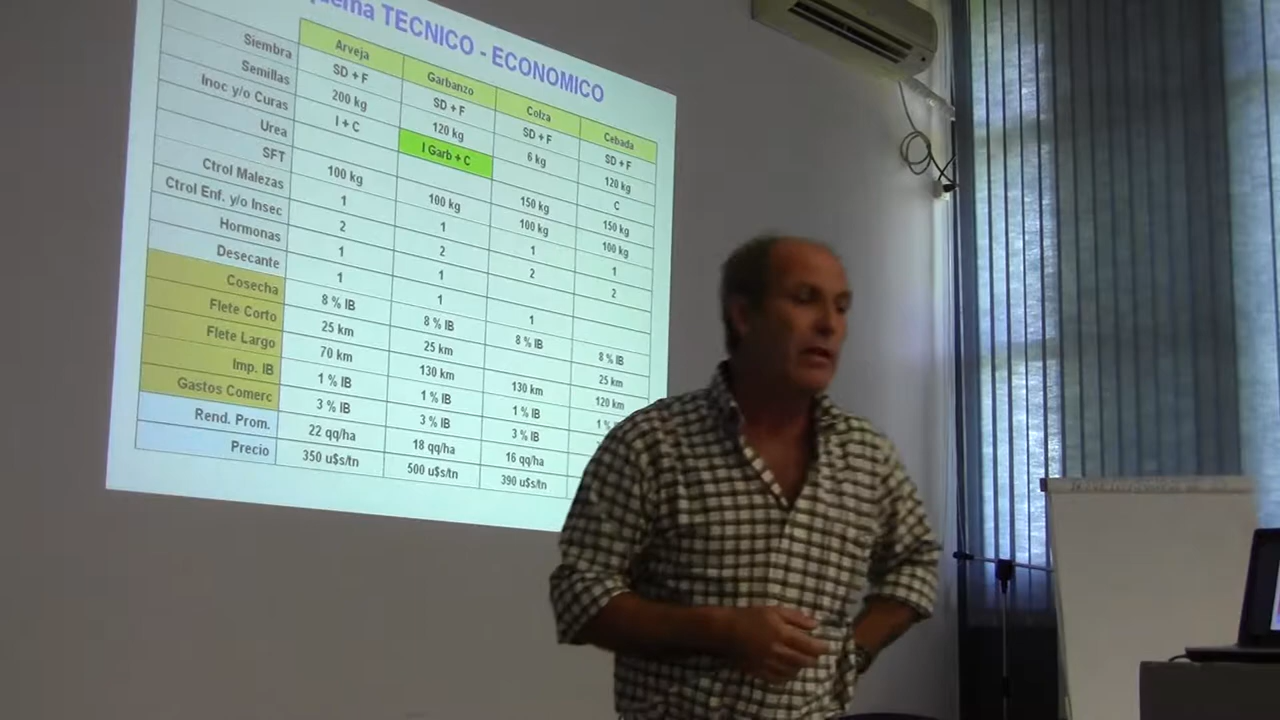 TECNICO - ECONOMICO
Arveja Garbanzo Colza Cebada
Siembra SD + F SD + F SD + F SD + F
Semillas 200 kg 120 kg 6 kg 120 kg
Inoc y/o Curas I + C I Garb + C C
Urea 150 kg 150 kg
SFT 100 kg 100 kg 100 kg 100 kg
Ctrol Malezas 1 1 1 1
Ctrol Enf. y/o Insec 2 2 2 2
Hormonas 1 1
Desecante 1 1 1
Cosecha 8 % IB 8 % IB 8 % IB 8 % IB
Flete Corto 25 km 25 km 25 km
Flete Largo 70 km 130 km 130 km 120 km
Imp. IB 1 % IB 1 % IB 1 % IB 1 %
Gastos Comerc 3 % IB 3 % IB 3 % IB
Rend. Prom. 22 qq/ha 18 qq/ha 16 qq/ha
Precio 350 u$s/tn 500 u$s/tn 390 u$s/tn